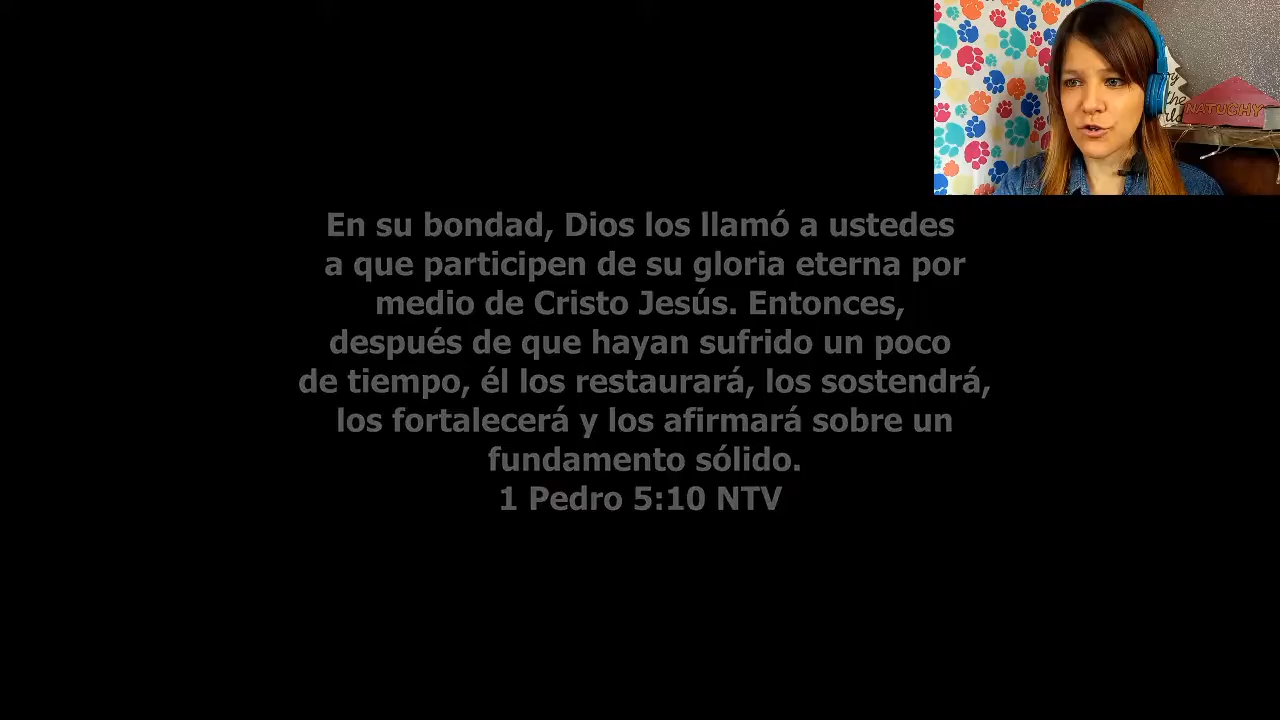 En su bondad, Dios los llamó a ustedes
a que participen de su gloria eterna por
medio de Cristo Jesús. Entonces,
después de que hayan sufrido un poco
de tiempo, él los restaurará, los sostendrá,
los fortalecerá y los afirmará sobre un
fundamento sólido.
1 Pedro 5:10 NTV
the
NATUCHY